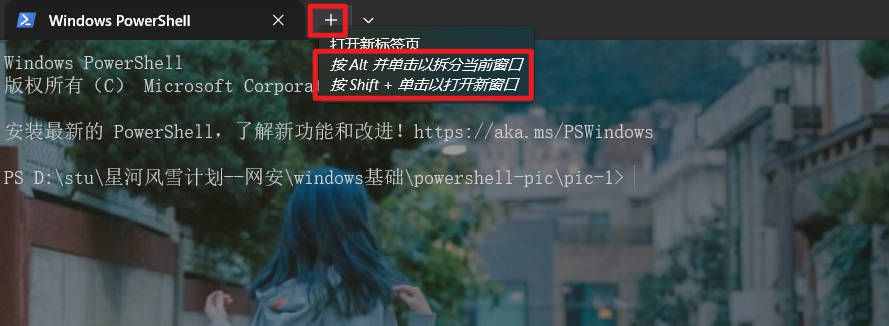 Windows PowerShell
打开新标签页
按 Alt 并单击以拆分当前窗口
按 Shift + 单击以打开新窗口
Windows PowerShell
版权所有（C） Microsoft Corpora
安装最新的 PowerShell，了解新功能和改进！https://aka.ms/PSWindows
PS D:\stu\星河风雪计划--网安\windows基础\powershell-pic\pic-1>